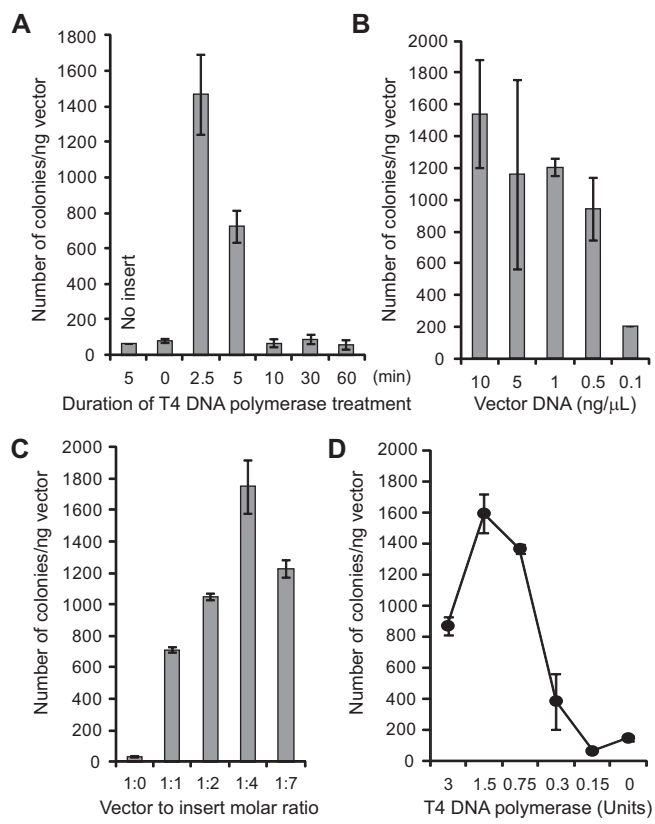 A
Number of colonies/ng vector
1800
1600
1400
1200
1000
800
600
400
200
0
No insert
5 0 2.5 5 10 30 60 (min)
Duration of T4 DNA polymerase treatment
B
Number of colonies/ng vector
2000
1800
1600
1400
1200
1000
800
600
400
200
0
10 5 1 0.5 0.1
Vector DNA (ng/μL)
C
Number of colonies/ng vector
2000
1800
1600
1400
1200
1000
800
600
400
200
0
1:0 1:1 1:2 1:4 1:7
Vector to insert molar ratio
D
Number of colonies/ng vector
2000
1800
1600
1400
1200
1000
800
600
400
200
0
3 1.5 0.75 0.3 0.15 0
T4 DNA polymerase (Units)